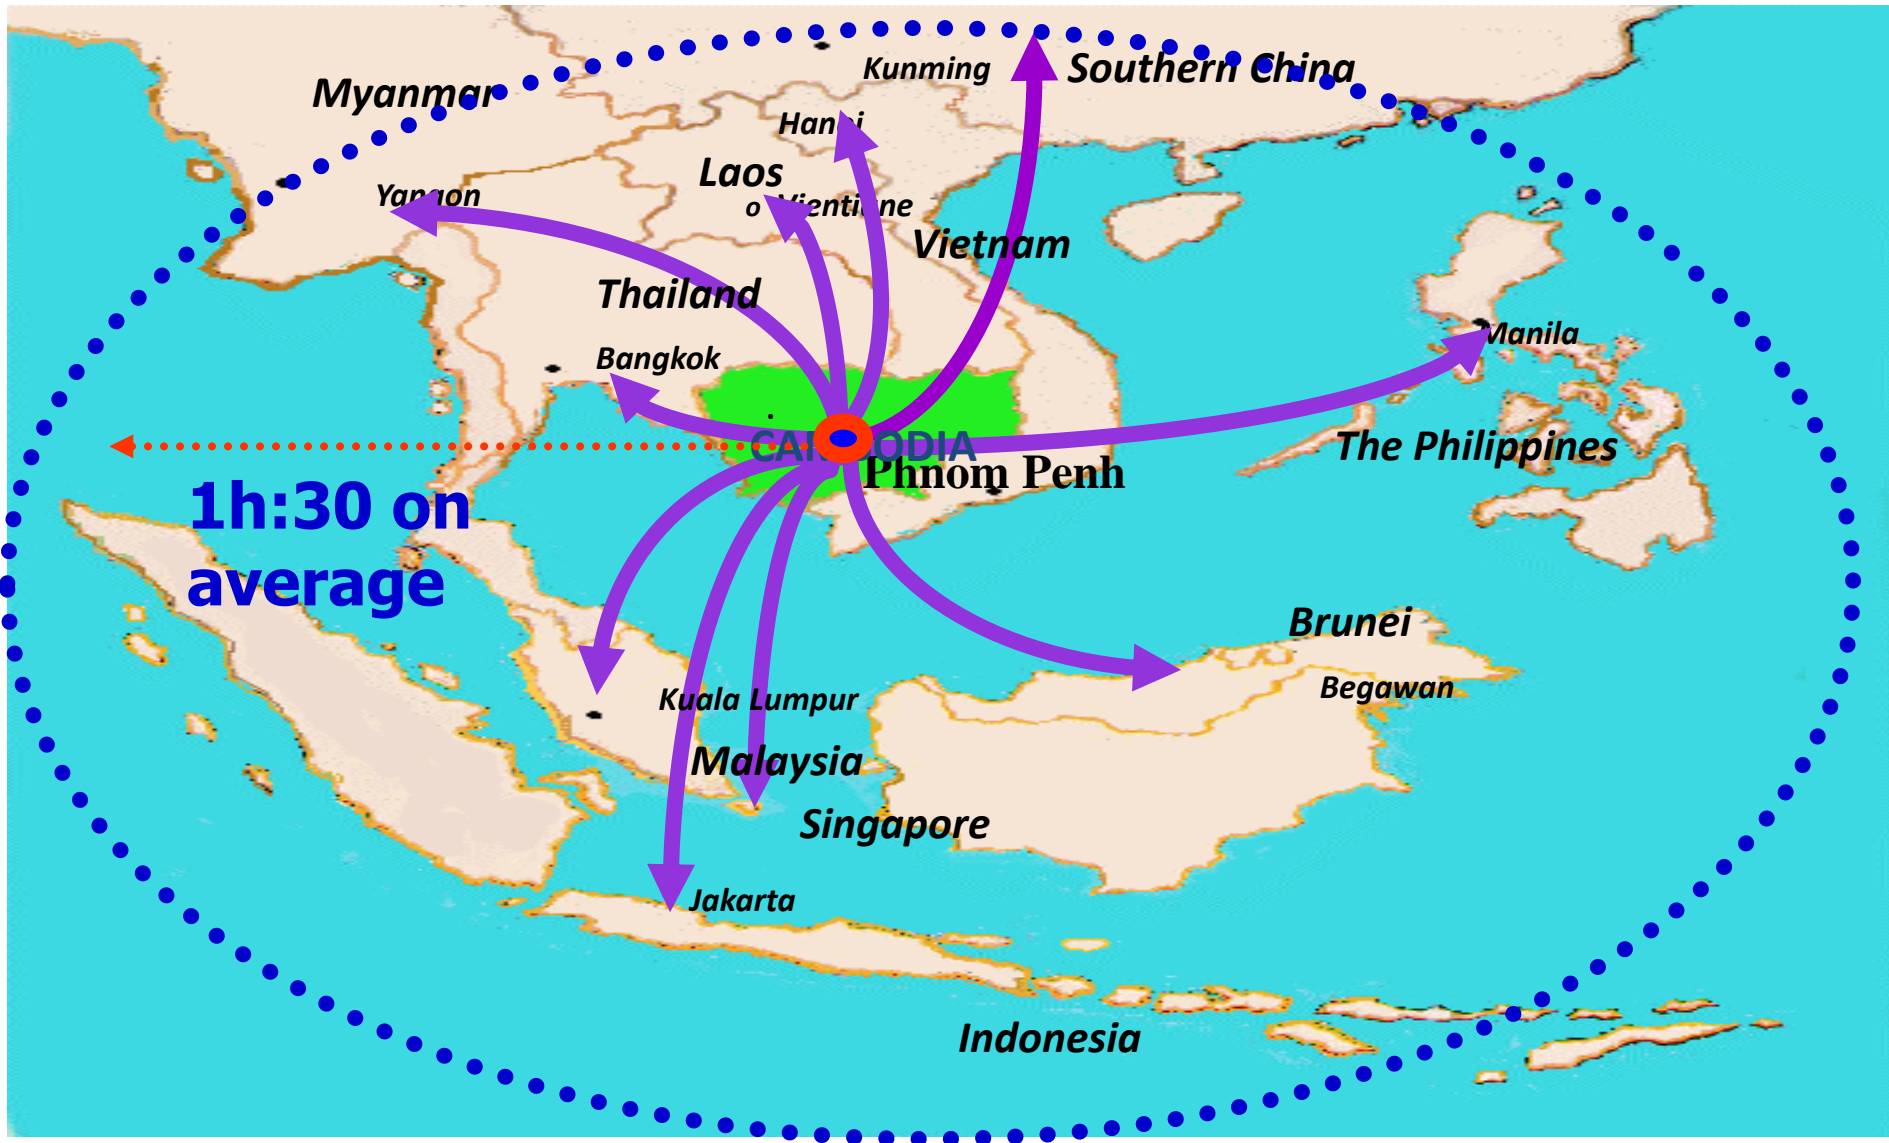 Kunming
Southern China
Myanmar
Hanoi
Laos
Yangon
o Vientiane
Vietnam
Thailand
Manila
Bangkok
CAMBODIA
The Philippines
Phnom Penh
1h:30 on
average
Brunei
Begawan
Kuala Lumpur
Malaysia
Singapore
Jakarta
Indonesia